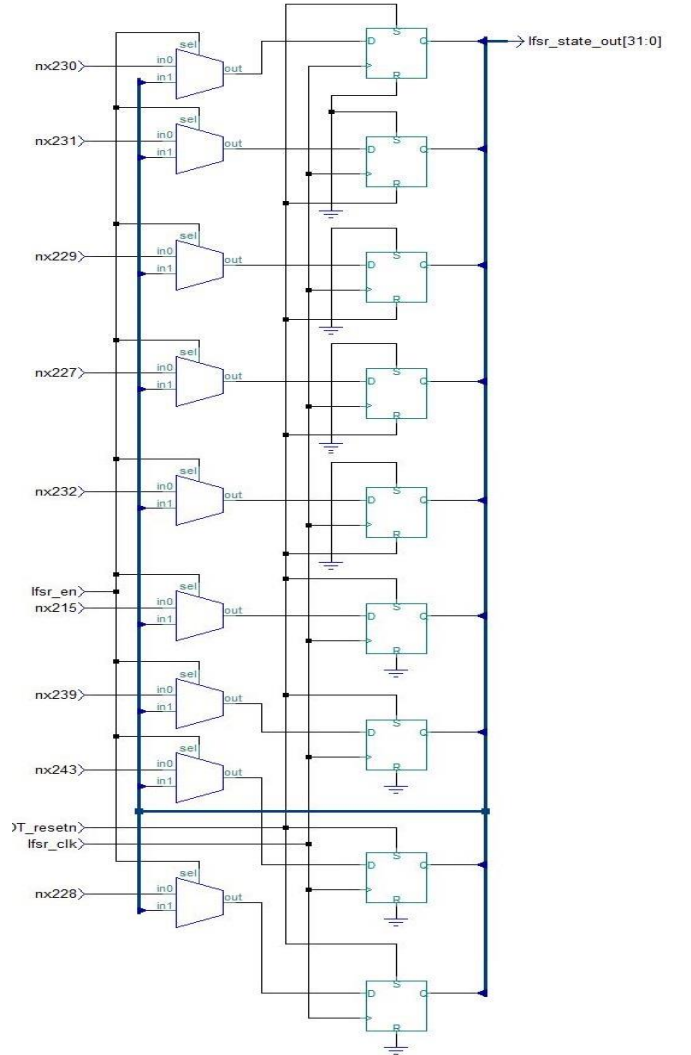 sel
nx230
in0
in1
out
S
D
Q
R
lfsr_state_out[31:0]
sel
nx231
in0
in1
out
S
D
Q
R
sel
nx229
in0
in1
out
S
D
Q
R
sel
nx227
in0
in1
out
S
D
Q
R
sel
nx232
in0
in1
out
S
D
Q
R
sel
lfsr_en
nx215
in0
in1
out
S
D
Q
R
sel
nx239
in0
in1
out
S
D
Q
R
sel
nx243
in0
in1
out
OT_resetn
lfsr_clk
S
D
Q
R
sel
nx228
in0
in1
out
S
D
Q
R